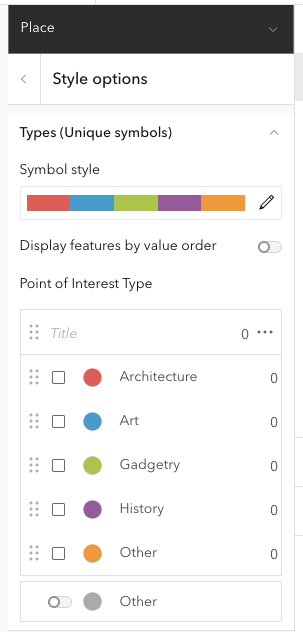 Place
Style options
Types (Unique symbols)
Symbol style
Display features by value order
Point of Interest Type
Title 0
Architecture 0
Art 0
Gadgetry 0
History 0
Other 0
Other